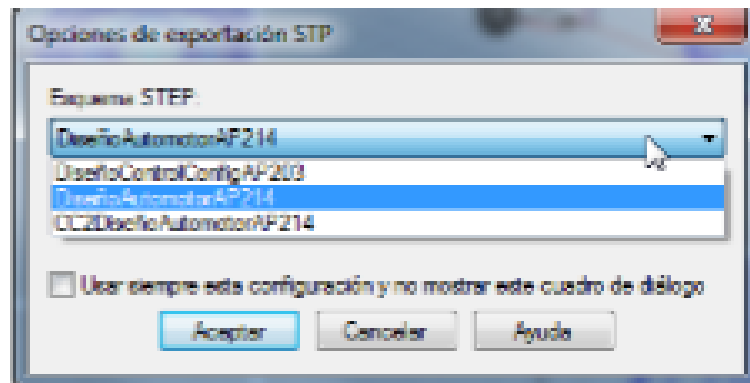 Opciones de exportación STP
Esquema STEP:
DiseñoAutomotorAP214
DiseñoControlConfigAP203
DiseñoAutomotorAP214
CC2DiseñoAutomotorAP214
Usar siempre esta configuración y no mostrar este cuadro de diálogo
Aceptar Cancelar Ayuda